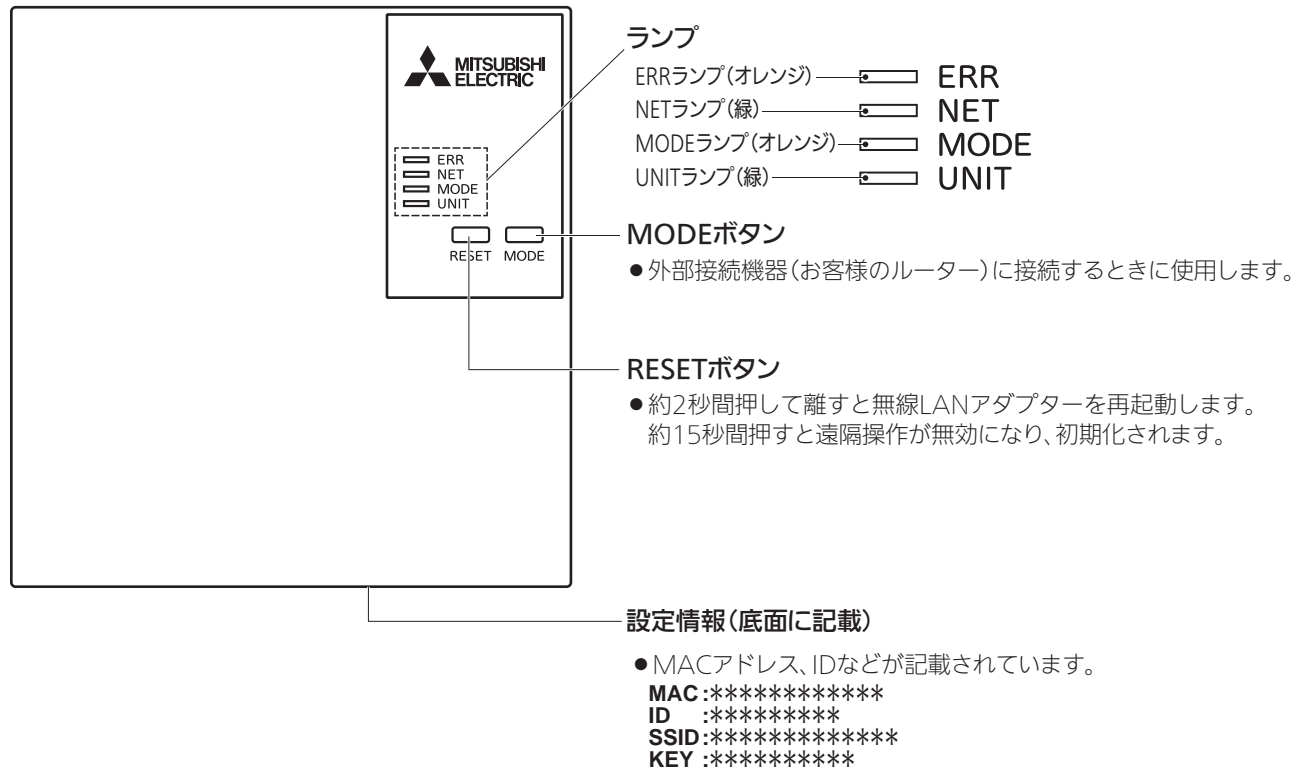 MITSUBISHI
ELECTRIC
ERR
NET
MODE
UNIT
RESET MODE
ランプ
ERRランプ(オレンジ) ERR
NETランプ(緑) NET
MODEランプ(オレンジ) MODE
UNITランプ(緑) UNIT
MODEボタン
●外部接続機器(お客様のルーター)に接続するときに使用します。
RESETボタン
●約2秒間押して離すと無線LANアダプターを再起動します。
約15秒間押すと遠隔操作が無効になり、初期化されます。
設定情報(底面に記載)
●MACアドレス、IDなどが記載されています。
MAC:************
ID :*********
SSID:*************
KEY :**********